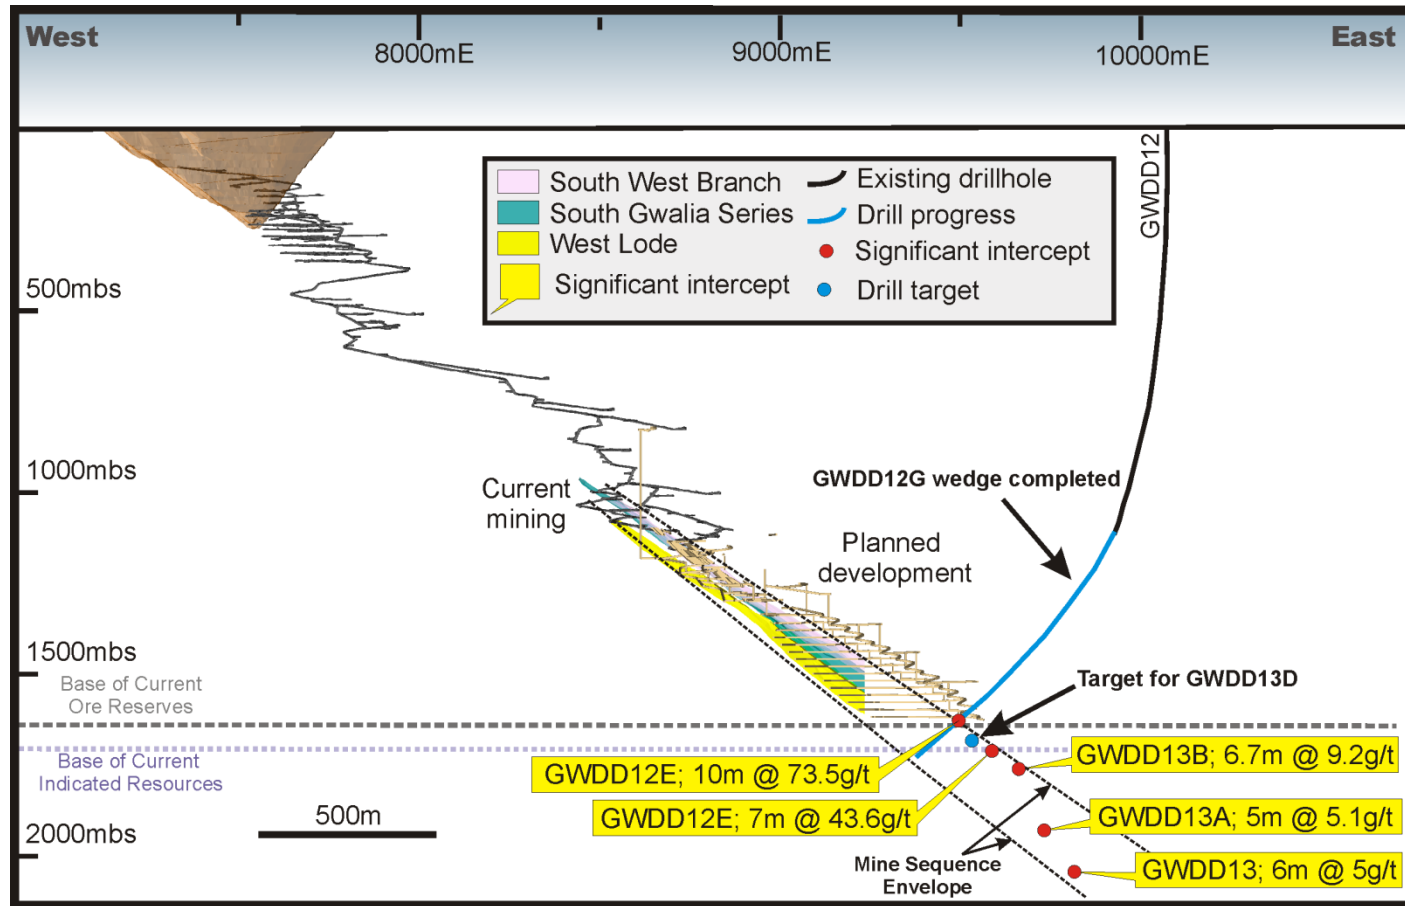 West
East
8000mE
9000mE
10000mE
GWDD12
South West Branch
South Gwalia Series
West Lode
Significant intercept
Existing drillhole
Drill progress
Significant intercept
Drill target
500mbs
1000mbs
1500mbs
2000mbs
Current
mining
GWDD12G wedge completed
Planned
development
Target for GWDD13D
Base of Current
Ore Reserves
Base of Current
Indicated Resources
GWDD12E; 10m @ 73.5g/t
GWDD12E; 7m @ 43.6g/t
GWDD13B; 6.7m @ 9.2g/t
GWDD13A; 5m @ 5.1g/t
GWDD13; 6m @ 5g/t
500m
Mine Sequence
Envelope